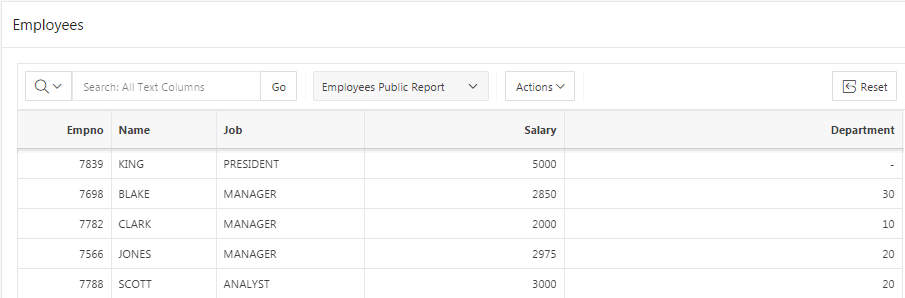 Employees
Search: All Text Columns Go Employees Public Report Actions Reset
Empno Name Job Salary Department
7839 KING PRESIDENT 5000 -
7698 BLAKE MANAGER 2850 30
7782 CLARK MANAGER 2000 10
7566 JONES MANAGER 2975 20
7788 SCOTT ANALYST 3000 20